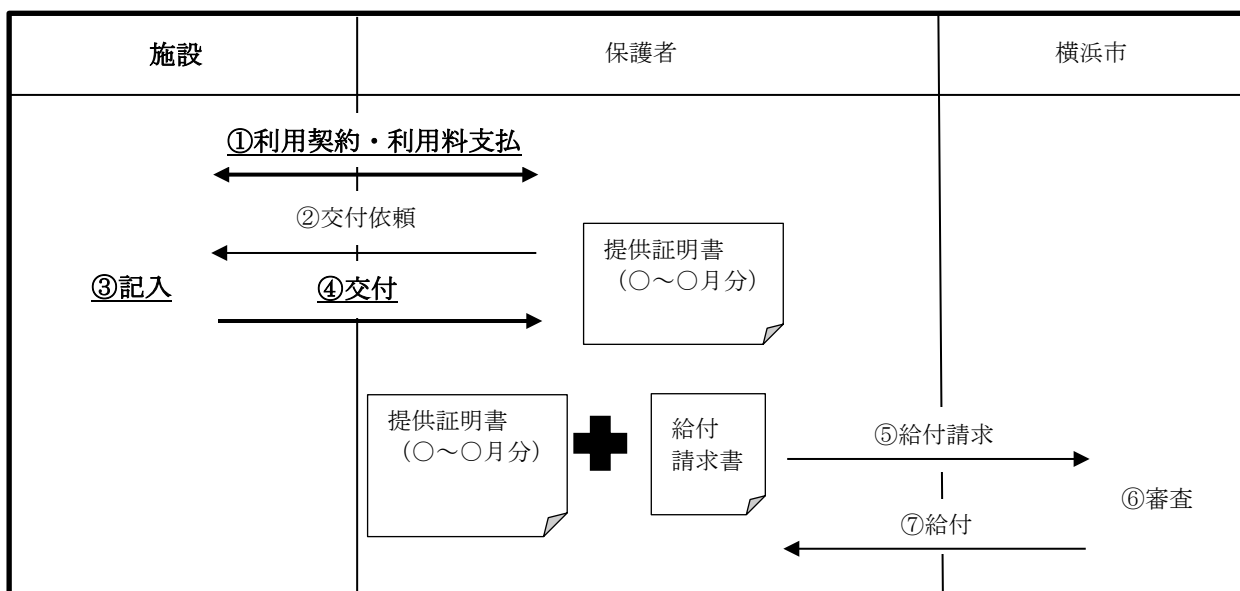 施設
保護者
横浜市
①利用契約・利用料支払
②交付依頼
提供証明書
(○~○月分)
③記入
④交付
提供証明書
(○~○月分)
給付
請求書
⑤給付請求
⑥審査
⑦給付